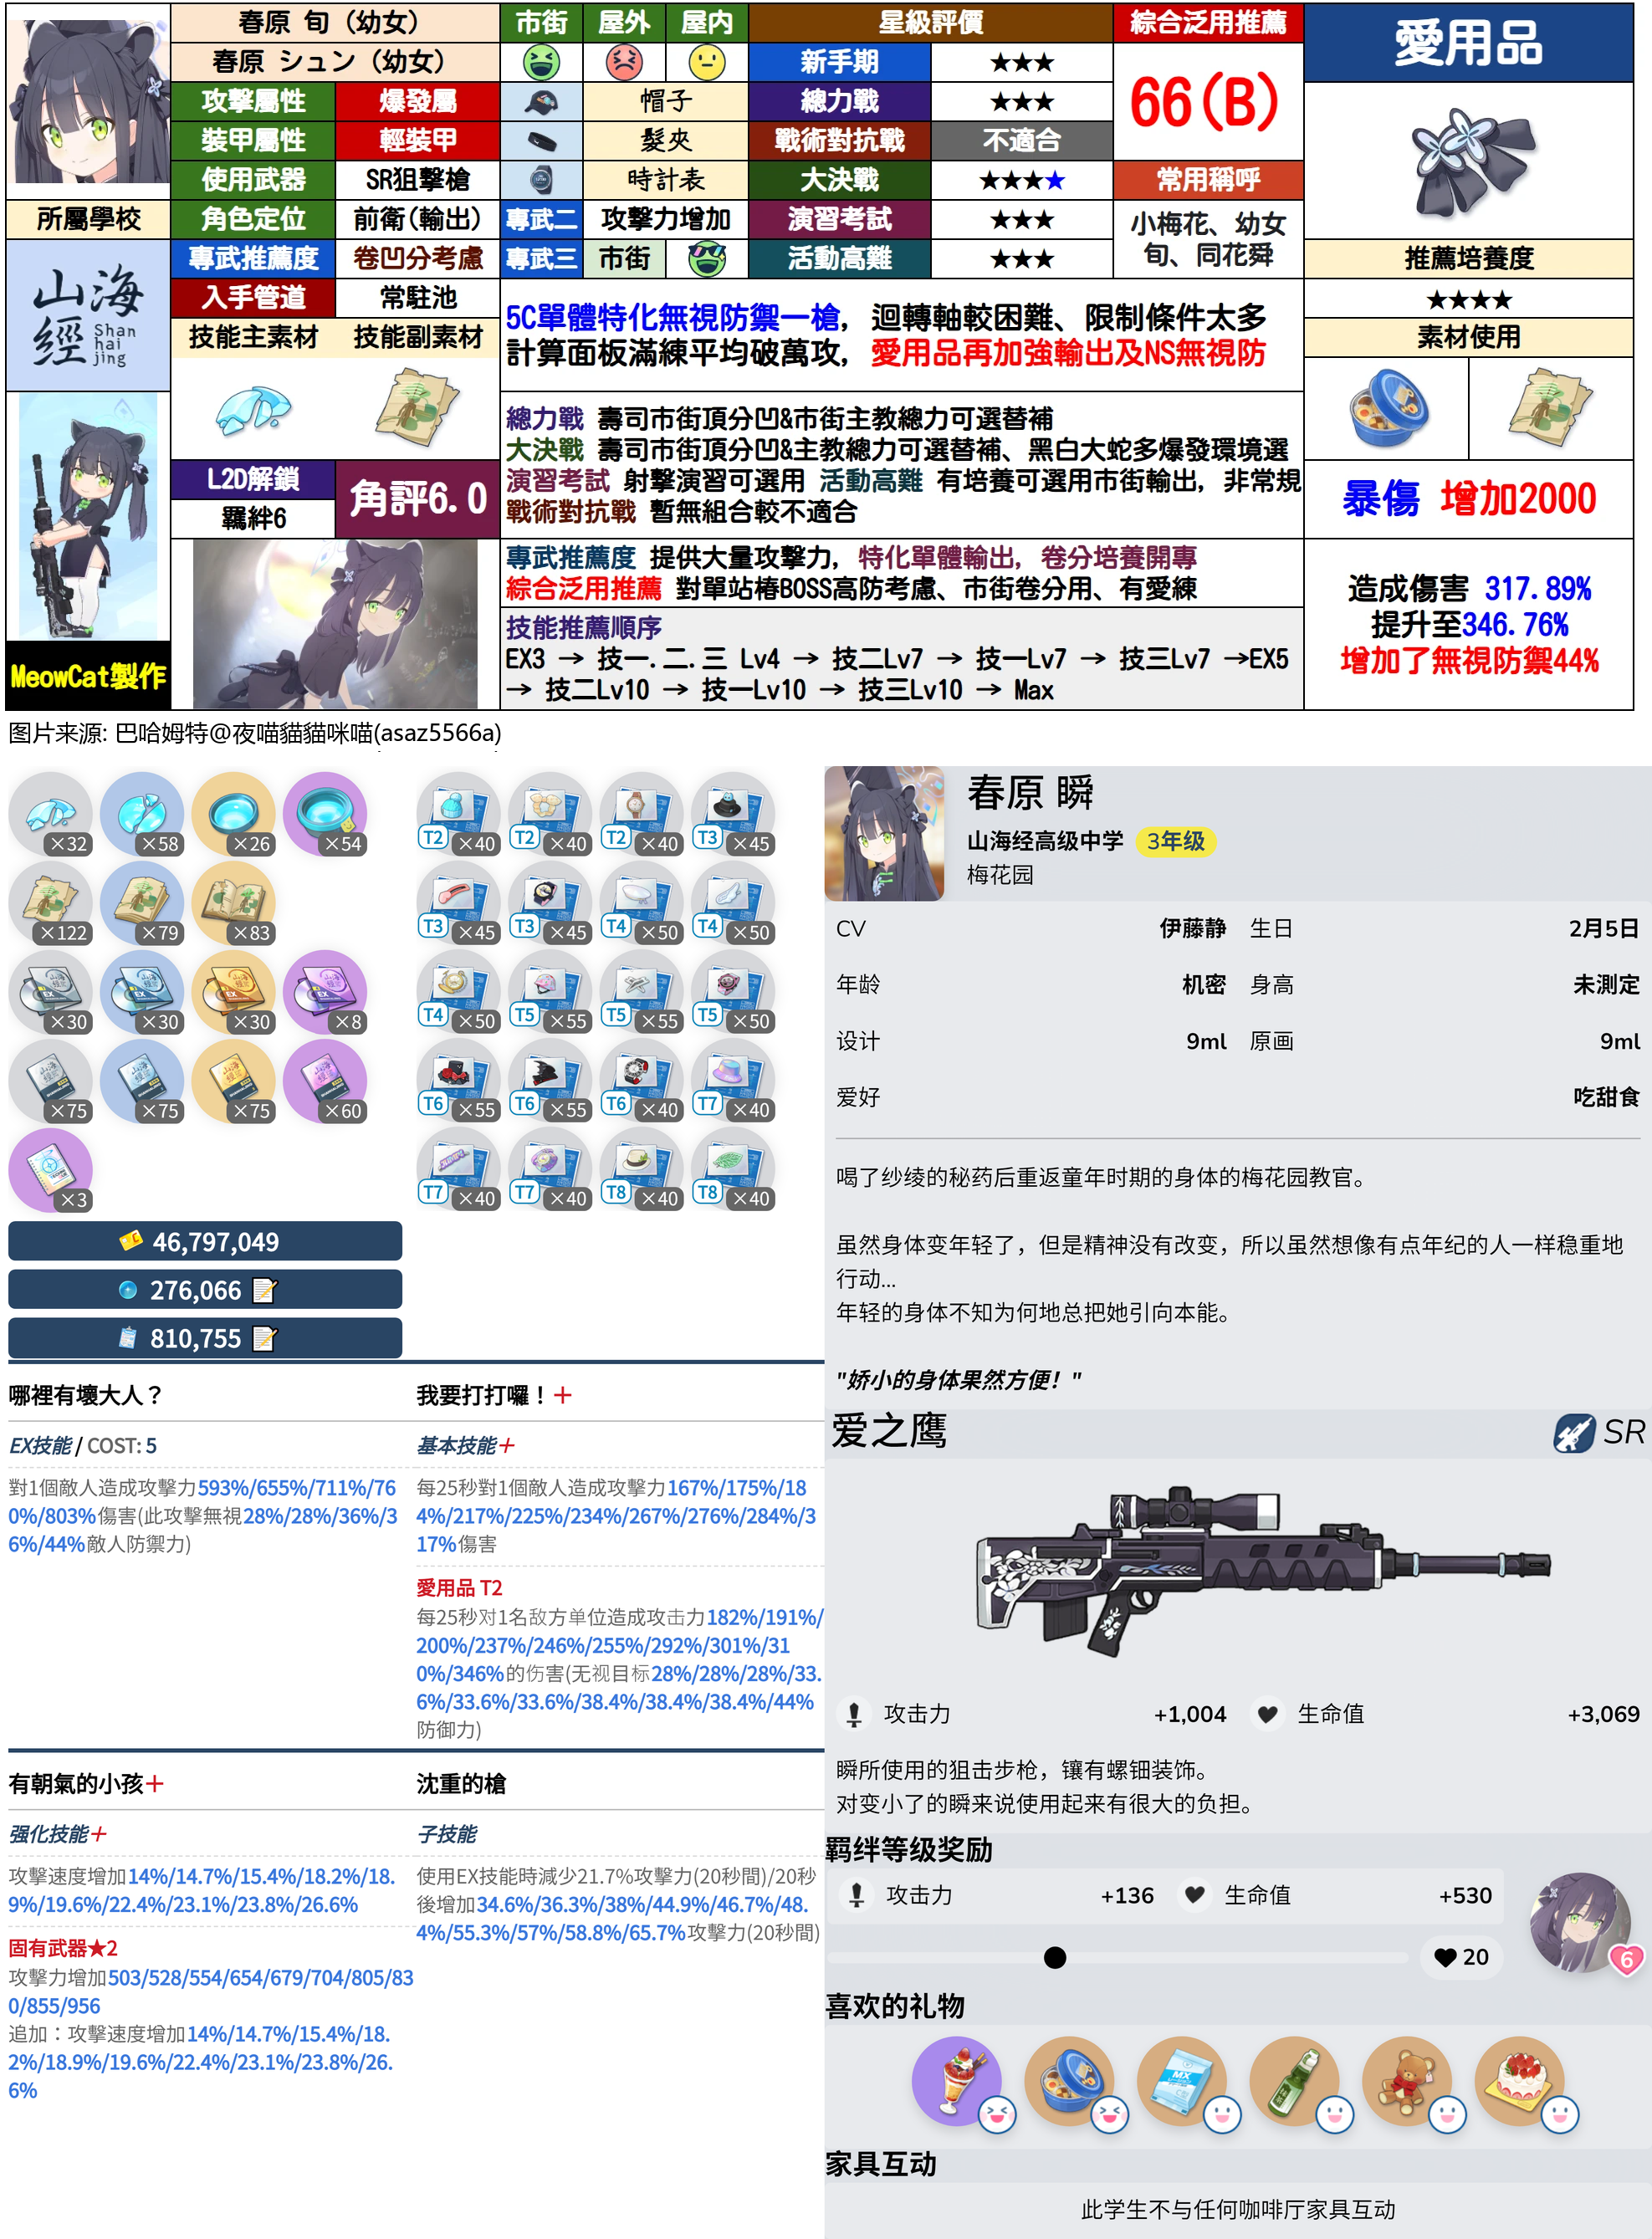 春原 旬（幼女）
春原 シュン（幼女）
攻擊屬性 爆發屬
裝甲屬性 輕裝甲
使用武器 SR狙擊槍
所屬學校
角色定位 前衛(輸出)
專武推薦度 卷凹分考慮
入手管道 常駐池
技能主素材 技能副素材
山海經 Shan hai jing
L2D解鎖
羈絆6
角評6.0
MeowCat製作
市街 屋外 屋内
帽子
髮夾
時計表
專武二 攻擊力增加
專武三 市街
星級評價
新手期 ★★★
總力戰 ★★★
戰術對抗戰 不適合
大決戰 ★★★★
演習考試 ★★★
活動高難 ★★★
綜合泛用推薦
66(B)
常用稱呼
小梅花、幼女
旬、同花舜
愛用品
推薦培養度
★★★★
素材使用
暴傷 增加2000
造成傷害 317.89%
提升至346.76%
增加了無視防禦44%
5C單體特化無視防禦一槍，迴轉軸較困難、限制條件太多
計算面板滿練平均破萬攻，愛用品再加強輸出及NS無視防
總力戰 壽司市街頂分凹&市街主教總力可選替補
大決戰 壽司市街頂分凹&主教總力可選替補、黑白大蛇多爆發環境選
演習考試 射擊演習可選用 活動高難 有培養可選用市街輸出，非常規
戰術對抗戰 暫無組合較不適合
專武推薦度 提供大量攻擊力，特化單體輸出，卷分培養開專
綜合泛用推薦 對單站樁BOSS高防考慮、市街卷分用、有愛練
技能推薦順序
EX3 → 技一.二.三 Lv4 → 技二Lv7 → 技一Lv7 → 技三Lv7 →EX5
→ 技二Lv10 → 技一Lv10 → 技三Lv10 → Max
图片来源: 巴哈姆特@夜喵貓貓咪喵(asaz5566a)
×32 ×58 ×26 ×54
×122 ×79 ×83
×30 ×30 ×30 ×8
×75 ×75 ×75 ×60
×3
46,797,049
276,066
810,755
T2 ×40 T2 ×40 T2 ×40 T3 ×45
T3 ×45 T3 ×45 T4 ×50 T4 ×50
T4 ×50 T5 ×55 T5 ×55 T5 ×50
T6 ×55 T6 ×55 T6 ×40 T7 ×40
T7 ×40 T7 ×40 T8 ×40 T8 ×40
哪裡有壞大人？
EX技能 / COST: 5
對1個敵人造成攻擊力593%/655%/711%/76
0%/803%傷害(此攻擊無視28%/28%/36%/3
6%/44%敵人防禦力)
我要打打囉！+
基本技能+
每25秒對1個敵人造成攻擊力167%/175%/18
4%/217%/225%/234%/267%/276%/284%/3
17%傷害
愛用品 T2
每25秒对1名敌方单位造成攻击力182%/191%/
200%/237%/246%/255%/292%/301%/31
0%/346%的伤害(无视目标28%/28%/28%/33.
6%/33.6%/33.6%/38.4%/38.4%/38.4%/44%
防御力)
有朝氣的小孩+
强化技能+
攻擊速度增加14%/14.7%/15.4%/18.2%/18.
9%/19.6%/22.4%/23.1%/23.8%/26.6%
固有武器★2
攻擊力增加503/528/554/654/679/704/805/83
0/855/956
追加：攻擊速度增加14%/14.7%/15.4%/18.
2%/18.9%/19.6%/22.4%/23.1%/23.8%/26.
6%
沈重的槍
子技能
使用EX技能時減少21.7%攻擊力(20秒間)/20秒
後增加34.6%/36.3%/38%/44.9%/46.7%/48.
4%/55.3%/57%/58.8%/65.7%攻擊力(20秒間)
春原 瞬
山海经高级中学 3年级
梅花园
CV 伊藤静 生日 2月5日
年龄 机密 身高 未測定
设计 9ml 原画 9ml
爱好 吃甜食
喝了纱绫的秘药后重返童年时期的身体的梅花园教官。
虽然身体变年轻了，但是精神没有改变，所以虽然想像有点年纪的人一样稳重地
行动...
年轻的身体不知为何地总把她引向本能。
"娇小的身体果然方便！"
爱之鹰 SR
攻击力 +1,004 生命值 +3,069
瞬所使用的狙击步枪，镶有螺钿装饰。
对变小了的瞬来说使用起来有很大的负担。
羁绊等级奖励
攻击力 +136 生命值 +530
20
6
喜欢的礼物
MX
家具互动
此学生不与任何咖啡厅家具互动